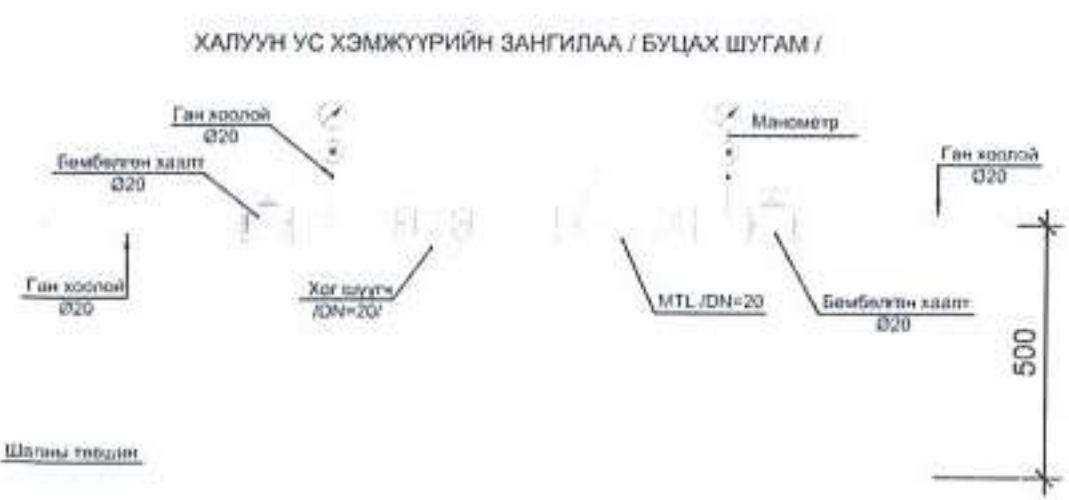 ХАЛУУН УС ХЭМЖҮҮРИЙН ЗАНГИЛАА / БУЦАХ ШУГАМ /
Ган хоолой
Ø20
Манометр
Бөмбөлгөн хаалт
Ø20
Ган хоолой
Ø20
Ган хоолой
Ø20
Хог шүүгч
/DN=20/
MTL /DN=20
Бөмбөлгөн хаалт
Ø20
500
Шалны төвшин